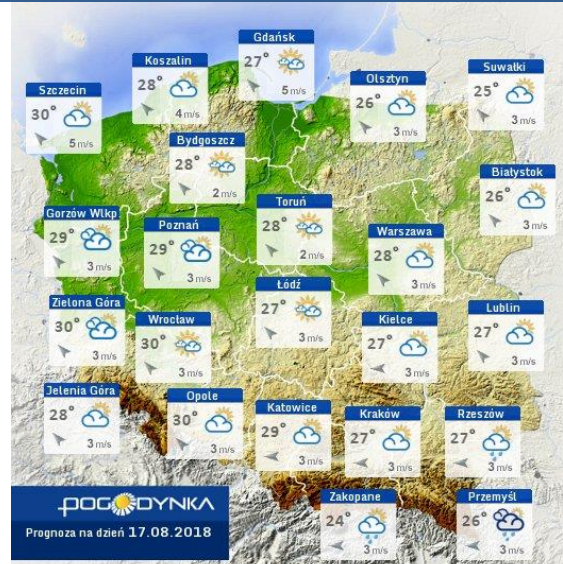 Gdańsk
27°
5 m/s
Koszalin
28°
4 m/s
Suwałki
25°
3 m/s
Olsztyn
26°
3 m/s
Szczecin
30°
5 m/s
Bydgoszcz
28°
2 m/s
Białystok
26°
3 m/s
Toruń
28°
2 m/s
Gorzów Wlkp
29°
3 m/s
Poznań
29°
3 m/s
Warszawa
28°
3 m/s
Łódź
27°
3 m/s
Zielona Góra
30°
3 m/s
Lublin
27°
3 m/s
Wrocław
30°
3 m/s
Kielce
27°
3 m/s
Jelenia Góra
28°
3 m/s
Opole
30°
3 m/s
Katowice
29°
3 m/s
Kraków
27°
3 m/s
Rzeszów
27°
3 m/s
Zakopane
24°
3 m/s
Przemyśl
26°
3 m/s
POGODYNKA
Prognoza na dzień 17.08.2018